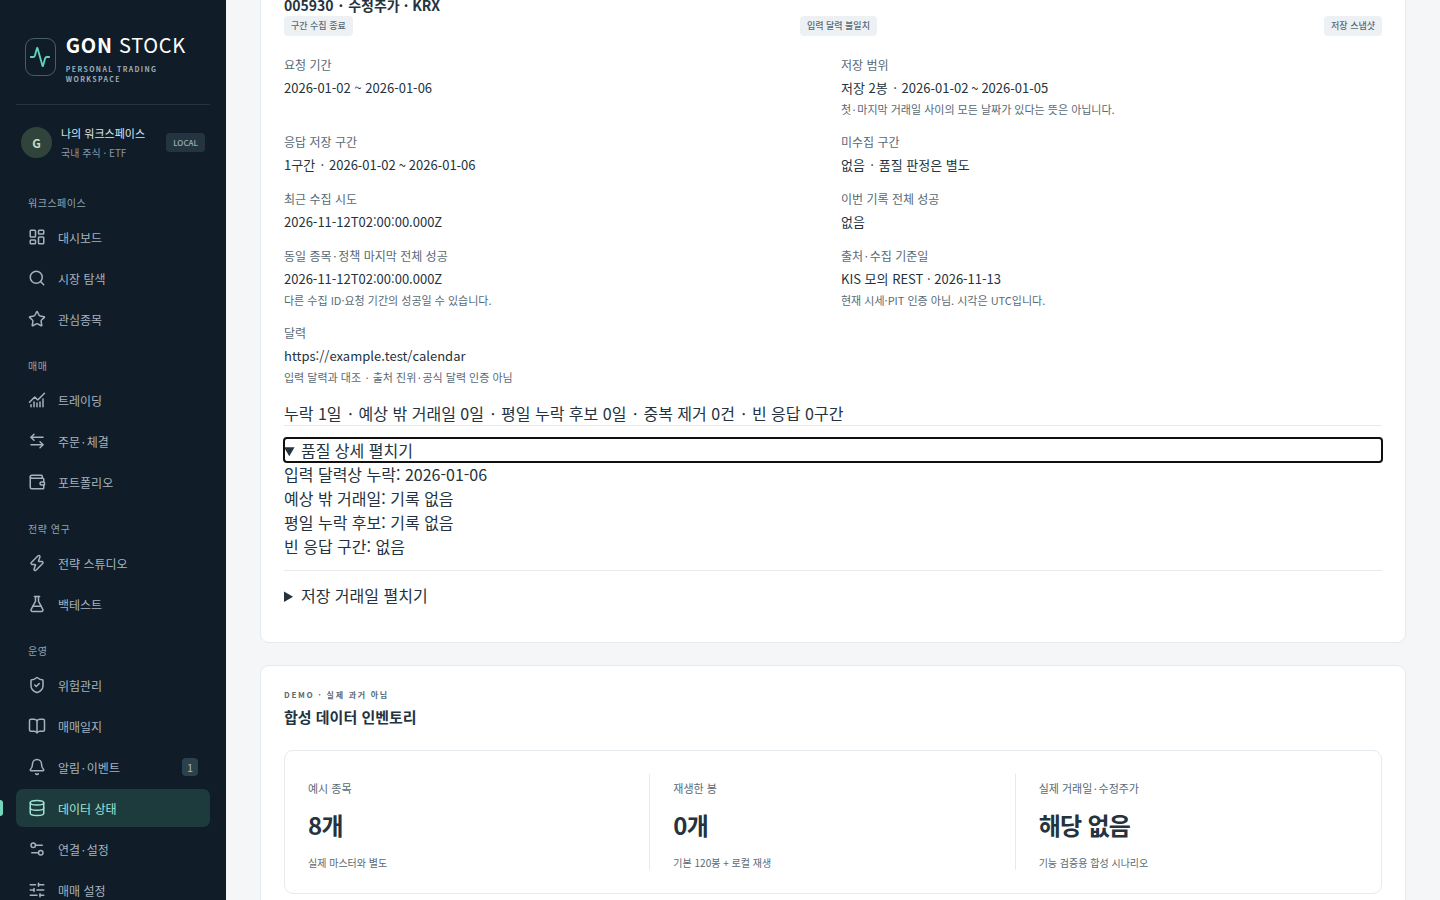 GON STOCK
PERSONAL TRADING
WORKSPACE
G
나의 워크스페이스
국내 주식 · ETF
LOCAL
워크스페이스
대시보드
시장 탐색
관심종목
매매
트레이딩
주문·체결
포트폴리오
전략 연구
전략 스튜디오
백테스트
운영
위험관리
매매일지
알림·이벤트
1
데이터 상태
연결·설정
매매 설정
005930 · 수정주가 · KRX
구간 수집 종료
입력 달력 불일치
저장 스냅샷
요청 기간
2026-01-02 ~ 2026-01-06
저장 범위
저장 2봉 · 2026-01-02 ~ 2026-01-05
첫·마지막 거래일 사이의 모든 날짜가 있다는 뜻은 아닙니다.
응답 저장 구간
1구간 · 2026-01-02 ~ 2026-01-06
미수집 구간
없음 · 품질 판정은 별도
최근 수집 시도
2026-11-12T02:00:00.000Z
이번 기록 전체 성공
없음
동일 종목·정책 마지막 전체 성공
2026-11-12T02:00:00.000Z
다른 수집 ID·요청 기간의 성공일 수 있습니다.
출처·수집 기준일
KIS 모의 REST · 2026-11-13
현재 시세·PIT 인증 아님. 시각은 UTC입니다.
달력
https://example.test/calendar
입력 달력과 대조 · 출처 진위·공식 달력 인증 아님
누락 1일 · 예상 밖 거래일 0일 · 평일 누락 후보 0일 · 중복 제거 0건 · 빈 응답 0구간
▼ 품질 상세 펼치기
입력 달력상 누락: 2026-01-06
예상 밖 거래일: 기록 없음
평일 누락 후보: 기록 없음
빈 응답 구간: 없음
▶ 저장 거래일 펼치기
DEMO · 실제 과거 아님
합성 데이터 인벤토리
예시 종목
8개
실제 마스터와 별도
재생한 봉
0개
기본 120봉 + 로컬 재생
실제 거래일·수정주가
해당 없음
기능 검증용 합성 시나리오